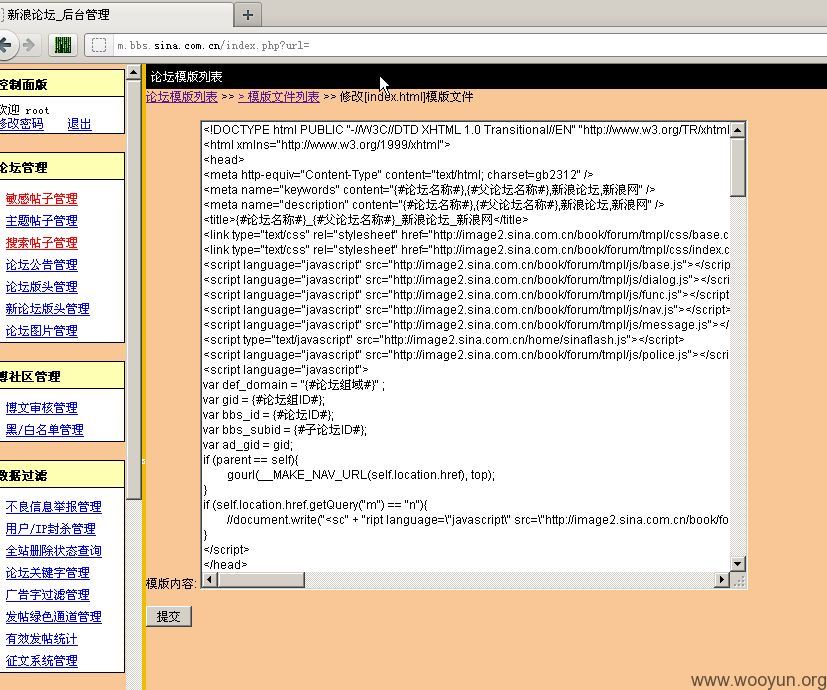 新浪论坛_后台管理
m.bbs.sina.com.cn/index.php?url=
控制面版
欢迎 root
修改密码 退出
论坛管理
敏感帖子管理
主题帖子管理
搜索帖子管理
论坛公告管理
论坛版头管理
新论坛版头管理
论坛图片管理
博社区管理
博文审核管理
黑/白名单管理
数据过滤
不良信息举报管理
用户/IP封杀管理
全站删除状态查询
论坛关键字管理
广告字过滤管理
发帖绿色通道管理
有效发帖统计
征文系统管理
论坛模版列表
论坛模版列表 >> > 模版文件列表 >> 修改[index.html]模版文件
<!DOCTYPE html PUBLIC "-//W3C//DTD XHTML 1.0 Transitional//EN" "http://www.w3.org/TR/xhtml
<html xmlns="http://www.w3.org/1999/xhtml">
<head>
<meta http-equiv="Content-Type" content="text/html; charset=gb2312" />
<meta name="keywords" content="{#论坛名称#},{#父论坛名称#},新浪论坛,新浪网" />
<meta name="description" content="{#论坛名称#},{#父论坛名称#},新浪论坛,新浪网" />
<title>{#论坛名称#}_{#父论坛名称#}_新浪论坛_新浪网</title>
<link type="text/css" rel="stylesheet" href="http://image2.sina.com.cn/book/forum/tmpl/css/base.c
<link type="text/css" rel="stylesheet" href="http://image2.sina.com.cn/book/forum/tmpl/css/index.c
<script language="javascript" src="http://image2.sina.com.cn/book/forum/tmpl/js/base.js"></scrip
<script language="javascript" src="http://image2.sina.com.cn/book/forum/tmpl/js/dialog.js"></scrip
<script language="javascript" src="http://image2.sina.com.cn/book/forum/tmpl/js/func.js"></script
<script language="javascript" src="http://image2.sina.com.cn/book/forum/tmpl/js/nav.js"></script>
<script language="javascript" src="http://image2.sina.com.cn/book/forum/tmpl/js/message.js"></
<script type="text/javascript" src="http://image2.sina.com.cn/home/sinaflash.js"></script>
<script language="javascript" src="http://image2.sina.com.cn/book/forum/tmpl/js/police.js"></scri
<script language="javascript">
var def_domain = "{#论坛组域#}" ;
var gid = {#论坛组ID#};
var bbs_id = {#论坛ID#};
var bbs_subid = {#子论坛ID#};
var ad_gid = gid;
if (parent == self){
gourl(__MAKE_NAV_URL(self.location.href), top);
}
if (self.location.href.getQuery("m") == "n"){
//document.write("<sc" + "ript language=\"javascript\" src=\"http://image2.sina.com.cn/book/fo
}
</script>
</head>
模版内容:
提交
www.wooyun.org